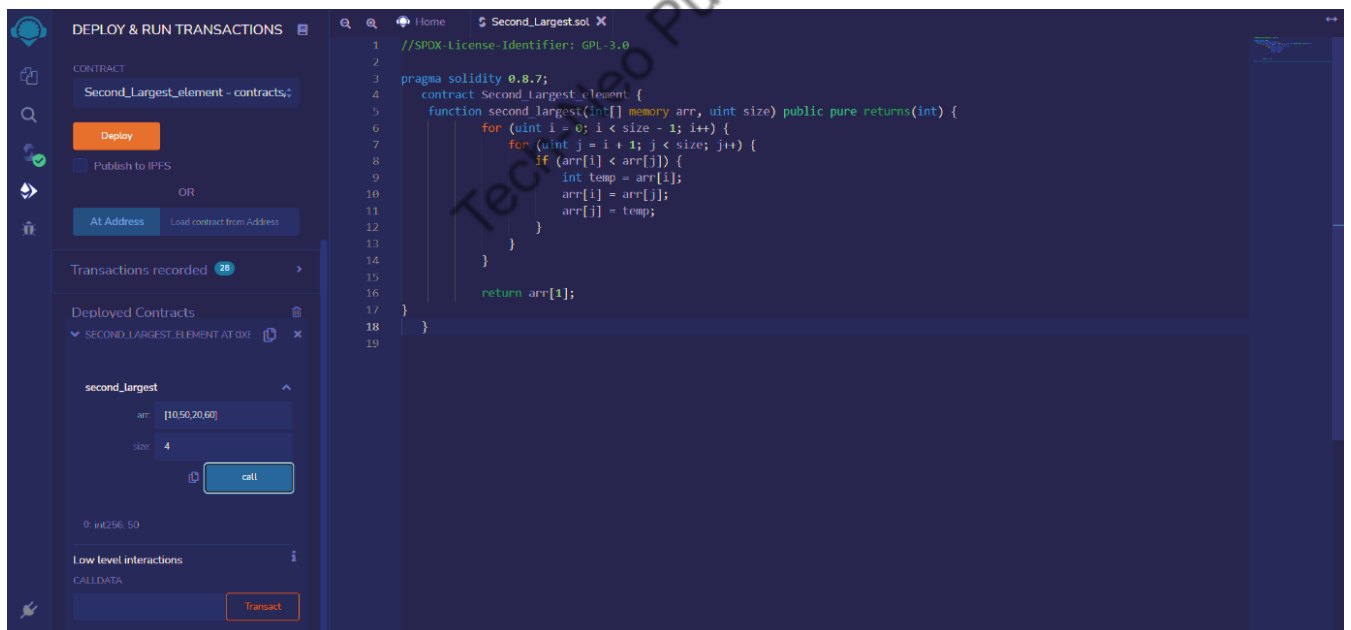 DEPLOY & RUN TRANSACTIONS
CONTRACT
Second_Largest_element - contracts/
Deploy
Publish to IPFS
OR
At Address Load contract from Address
Transactions recorded 28
Deployed Contracts
SECOND_LARGEST_ELEMENT AT 0XE
second_largest
arr: [10,50,20,60]
size: 4
call
0: int256: 50
Low level interactions
CALLDATA
Transact
Home Second_Largest.sol
1 //SPDX-License-Identifier: GPL-3.0
2
3 pragma solidity 0.8.7;
4 contract Second_Largest_element {
5 function second_largest(int[] memory arr, uint size) public pure returns(int) {
6 for (uint i = 0; i < size - 1; i++) {
7 for (uint j = i + 1; j < size; j++) {
8 if (arr[i] < arr[j]) {
9 int temp = arr[i];
10 arr[i] = arr[j];
11 arr[j] = temp;
12 }
13 }
14 }
15
16 return arr[1];
17 }
18 }
19
Tech-Neo Pu